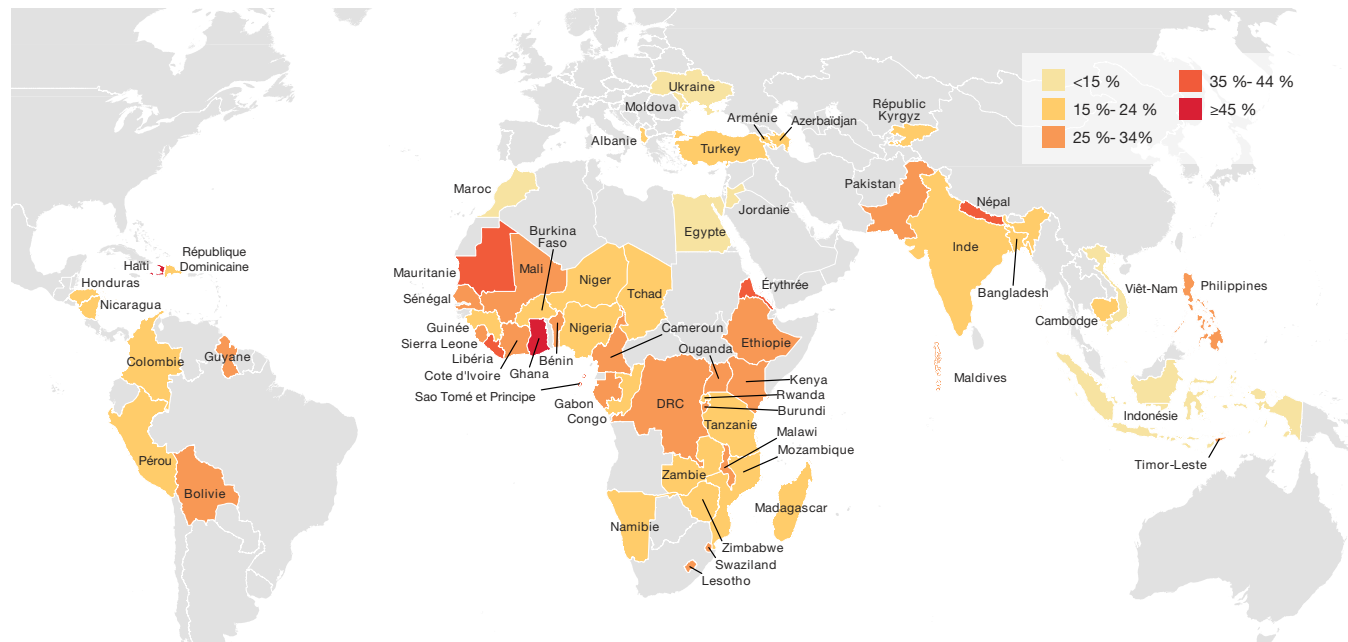 <15 %
15 %- 24 %
25 %- 34%
35 %- 44 %
≥45 %
Ukraine
Moldova
Albanie
Arménie
Azerbaïdjan
Turkey
Républic
Kyrgyz
Maroc
Jordanie
Egypte
Pakistan
Népal
Inde
Bangladesh
Viêt-Nam
Cambodge
Philippines
Maldives
Indonésie
Timor-Leste
Haïti
République
Dominicaine
Honduras
Nicaragua
Colombie
Guyane
Pérou
Bolivie
Burkina
Faso
Mauritanie
Mali
Niger
Tchad
Érythrée
Sénégal
Guinée
Sierra Leone
Libéria
Cote d'Ivoire
Ghana
Bénin
Nigeria
Cameroun
Ouganda
Ethiopie
Sao Tomé et Principe
Gabon
Congo
DRC
Kenya
Rwanda
Burundi
Tanzanie
Malawi
Mozambique
Zambie
Madagascar
Namibie
Zimbabwe
Swaziland
Lesotho